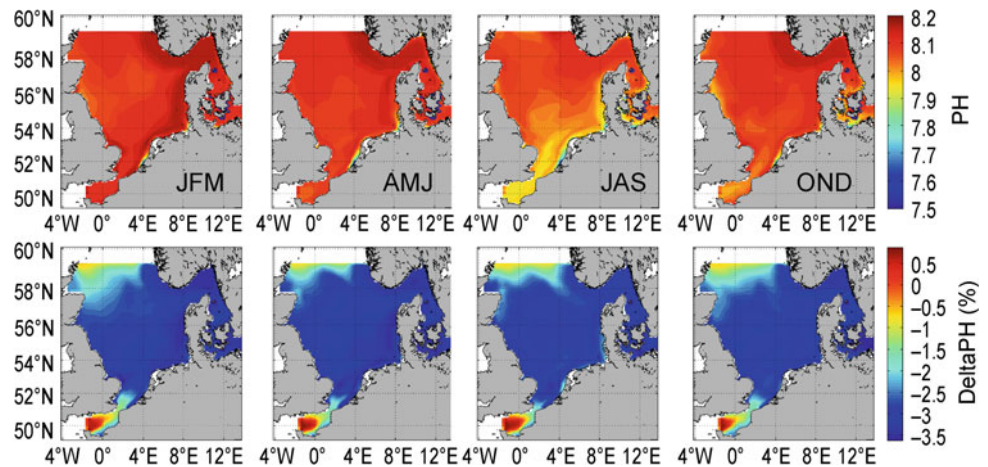 60°N
58°N
56°N
54°N
52°N
50°N
JFM
AMJ
JAS
OND
8.2
8.1
8
7.9
7.8
7.7
7.6
7.5
PH
4°W 0° 4°E 8°E 12°E
4°W 0° 4°E 8°E 12°E
4°W 0° 4°E 8°E 12°E
4°W 0° 4°E 8°E 12°E
60°N
58°N
56°N
54°N
52°N
50°N
0.5
0
−0.5
−1
−1.5
−2
−2.5
−3
−3.5
DeltaPH (%)
4°W 0° 4°E 8°E 12°E
4°W 0° 4°E 8°E 12°E
4°W 0° 4°E 8°E 12°E
4°W 0° 4°E 8°E 12°E